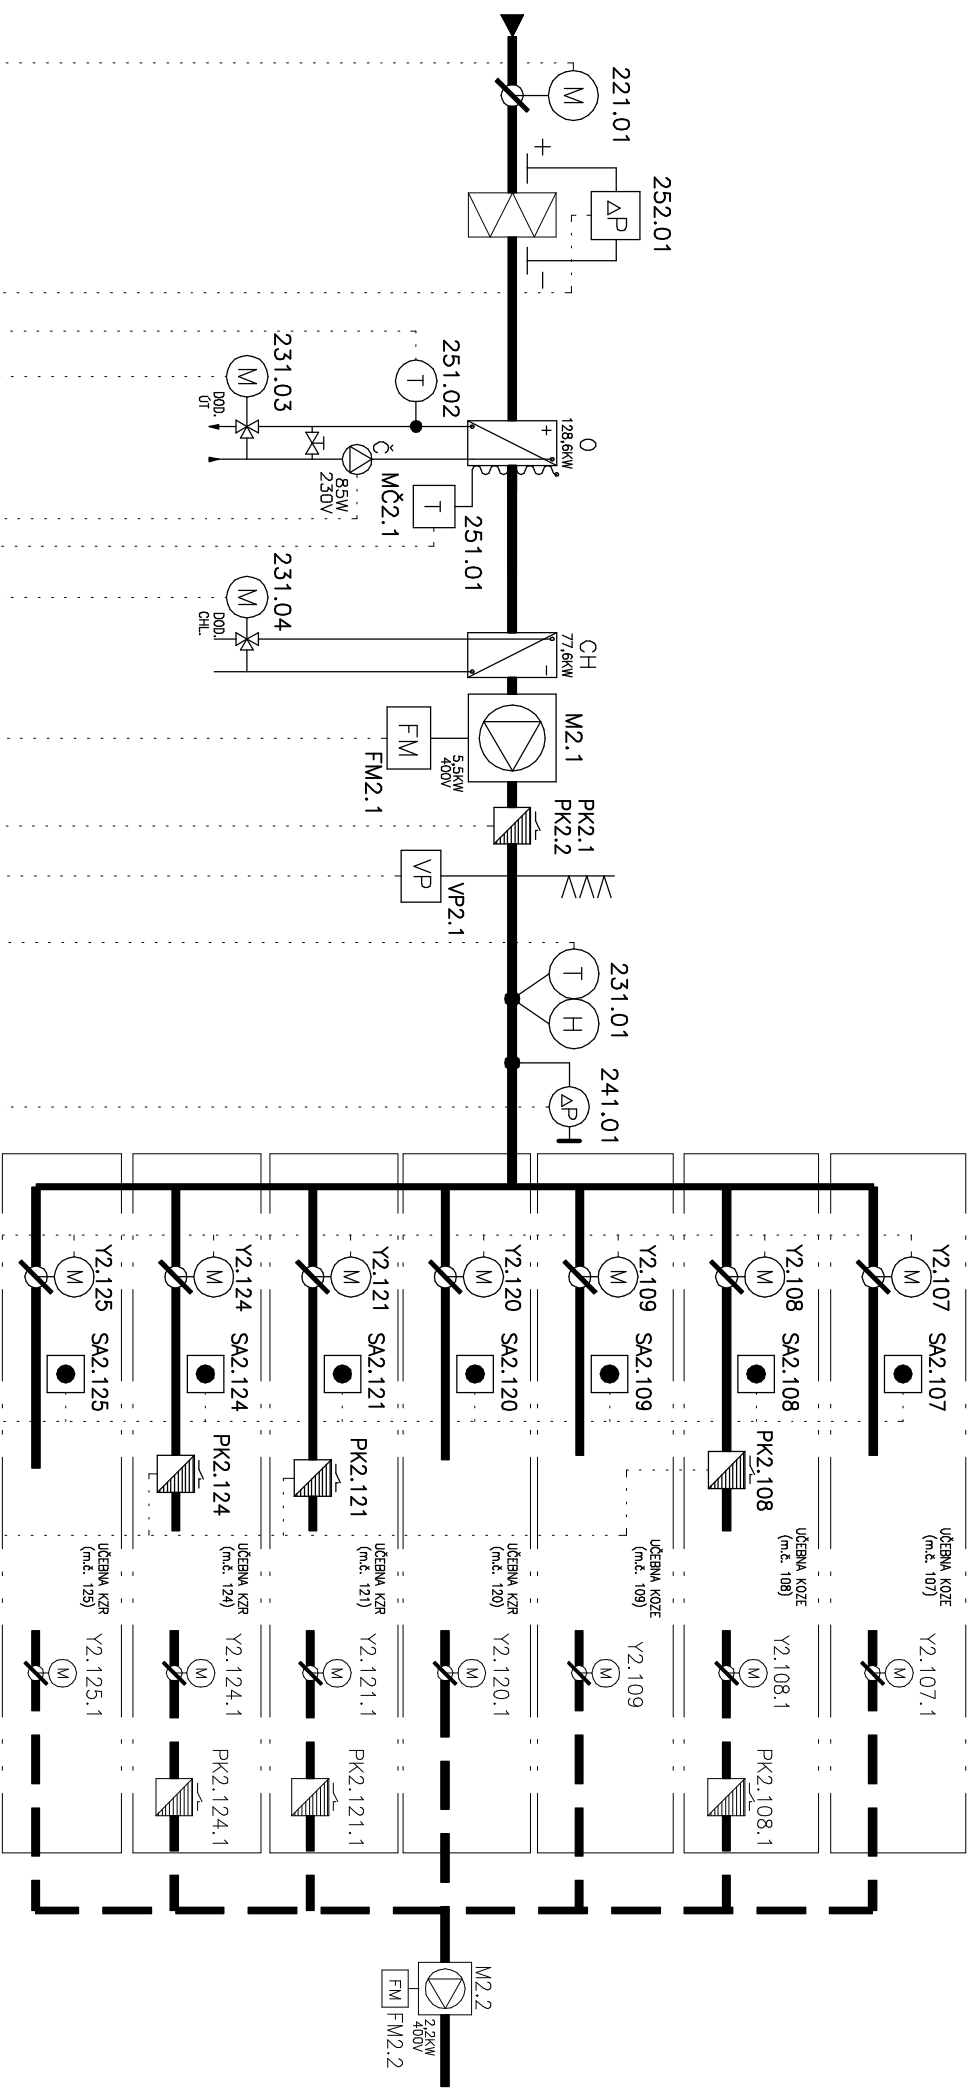 221.01
M
252.01
ΔP
+
−
251.02
T
231.03
M
DOD.
ÚT
O
128,6KW
+
Č
MČ2.1
85W
230V
251.01
T
231.04
M
DOD.
CHL.
CH
77,6KW
−
M2.1
5,5KW
400V
FM
FM2.1
PK2.1
PK2.2
VP
VP2.1
231.01
T
H
241.01
ΔP
Y2.107
M
SA2.107
UČEBNA KOZE
(m.č. 107)
Y2.107.1
M
Y2.108
M
SA2.108
PK2.108
UČEBNA KOZE
(m.č. 108)
Y2.108.1
M
PK2.108.1
Y2.109
M
SA2.109
UČEBNA KOZE
(m.č. 109)
Y2.109
M
Y2.120
M
SA2.120
UČEBNA KZR
(m.č. 120)
Y2.120.1
M
Y2.121
M
SA2.121
PK2.121
UČEBNA KZR
(m.č. 121)
Y2.121.1
M
PK2.121.1
Y2.124
M
SA2.124
PK2.124
UČEBNA KZR
(m.č. 124)
Y2.124.1
M
PK2.124.1
Y2.125
M
SA2.125
UČEBNA KZR
(m.č. 125)
Y2.125.1
M
M2.2
2,2KW
400V
FM
FM2.2